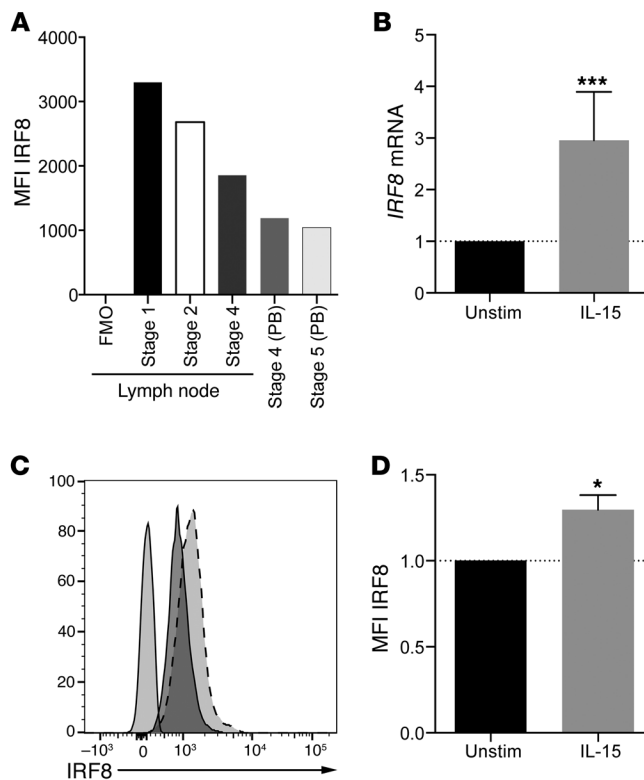 A
MFI IRF8
4000
3000
2000
1000
0
FMO
Stage 1
Stage 2
Stage 4
Stage 4 (PB)
Stage 5 (PB)
Lymph node
B
IRF8 mRNA
5
4
3
2
1
0
***
Unstim
IL-15
C
100
80
60
40
20
0
–10³
0
10³
10⁴
10⁵
IRF8
D
MFI IRF8
1.5
1.0
0.5
0.0
*
Unstim
IL-15